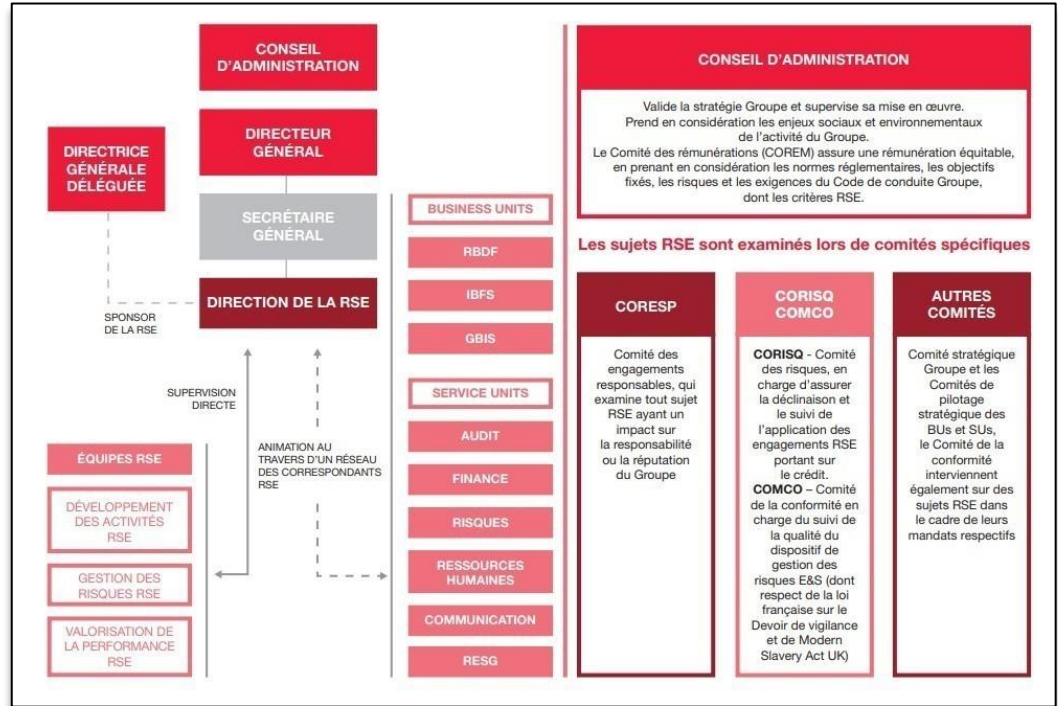 CONSEIL
D'ADMINISTRATION
DIRECTEUR
GÉNÉRAL
DIRECTRICE
GÉNÉRALE
DÉLÉGUÉE
SECRÉTAIRE
GÉNÉRAL
DIRECTION DE LA RSE
SPONSOR
DE LA RSE
SUPERVISION
DIRECTE
ANIMATION AU
TRAVERS D'UN RÉSEAU
DES CORRESPONDANTS
RSE
ÉQUIPES RSE
DÉVELOPPEMENT
DES ACTIVITÉS
RSE
GESTION DES
RISQUES RSE
VALORISATION DE
LA PERFORMANCE
RSE
BUSINESS UNITS
RBDF
IBFS
GBIS
SERVICE UNITS
AUDIT
FINANCE
RISQUES
RESSOURCES
HUMAINES
COMMUNICATION
RESG
CONSEIL D'ADMINISTRATION
Valide la stratégie Groupe et supervise sa mise en œuvre.
Prend en considération les enjeux sociaux et environnementaux
de l'activité du Groupe.
Le Comité des rémunérations (COREM) assure une rémunération équitable,
en prenant en considération les normes réglementaires, les objectifs
fixés, les risques et les exigences du Code de conduite Groupe,
dont les critères RSE.
Les sujets RSE sont examinés lors de comités spécifiques
CORESP
Comité des
engagements
responsables, qui
examine tout sujet
RSE ayant un
impact sur
la responsabilité
ou la réputation
du Groupe
CORISQ
COMCO
CORISQ - Comité
des risques, en
charge d'assurer
la déclinaison et
le suivi de
l'application des
engagements RSE
portant sur
le crédit.
COMCO – Comité
de la conformité en
charge du suivi de
la qualité du
dispositif de
gestion des
risques E&S (dont
respect de la loi
française sur le
Devoir de vigilance
et de Modern
Slavery Act UK)
AUTRES
COMITÉS
Comité stratégique
Groupe et les
Comités de
pilotage
stratégique des
BUs et SUs,
le Comité de la
conformité
interviennent
également sur des
sujets RSE dans
le cadre de leurs
mandats respectifs